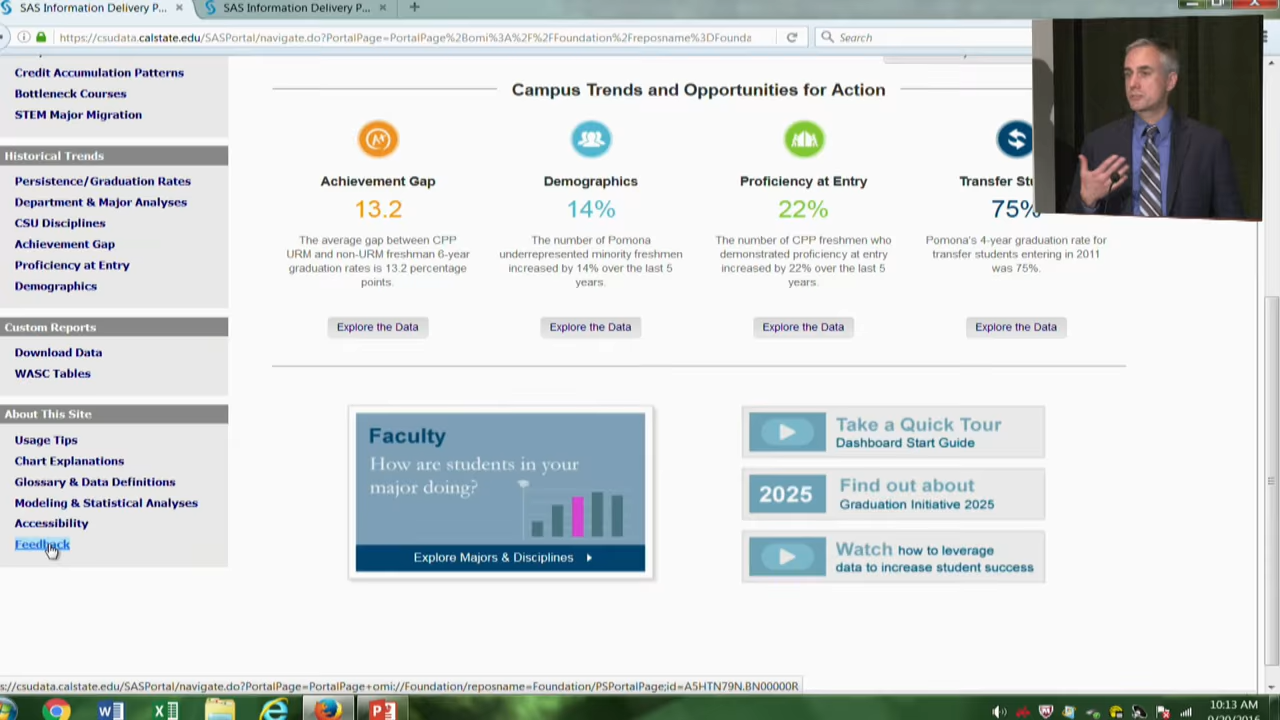 SAS Information Delivery P...
SAS Information Delivery P...
https://csudata.calstate.edu/SASPortal/navigate.do?PortalPage=PortalPage%2Bomi%3A%2F%2FFoundation%2Freposname%3DFounda
Search
Credit Accumulation Patterns
Bottleneck Courses
STEM Major Migration
Historical Trends
Persistence/Graduation Rates
Department & Major Analyses
CSU Disciplines
Achievement Gap
Proficiency at Entry
Demographics
Custom Reports
Download Data
WASC Tables
About This Site
Usage Tips
Chart Explanations
Glossary & Data Definitions
Modeling & Statistical Analyses
Accessibility
Feedback
Campus Trends and Opportunities for Action
Achievement Gap
13.2
The average gap between CPP
URM and non-URM freshman 6-year
graduation rates is 13.2 percentage
points.
Explore the Data
Demographics
14%
The number of Pomona
underrepresented minority freshmen
increased by 14% over the last 5
years.
Explore the Data
Proficiency at Entry
22%
The number of CPP freshmen who
demonstrated proficiency at entry
increased by 22% over the last 5
years.
Explore the Data
Transfer Stu
75%
Pomona's 4-year graduation rate for
transfer students entering in 2011
was 75%.
Explore the Data
Faculty
How are students in your
major doing?
Explore Majors & Disciplines
Take a Quick Tour
Dashboard Start Guide
2025
Find out about
Graduation Initiative 2025
Watch how to leverage
data to increase student success
s://csudata.calstate.edu/SASPortal/navigate.do?PortalPage=PortalPage+omi://Foundation/reposname=Foundation/PSPortalPage;id=A5HTN79N.BN00000R
10:13 AM
9/20/2016